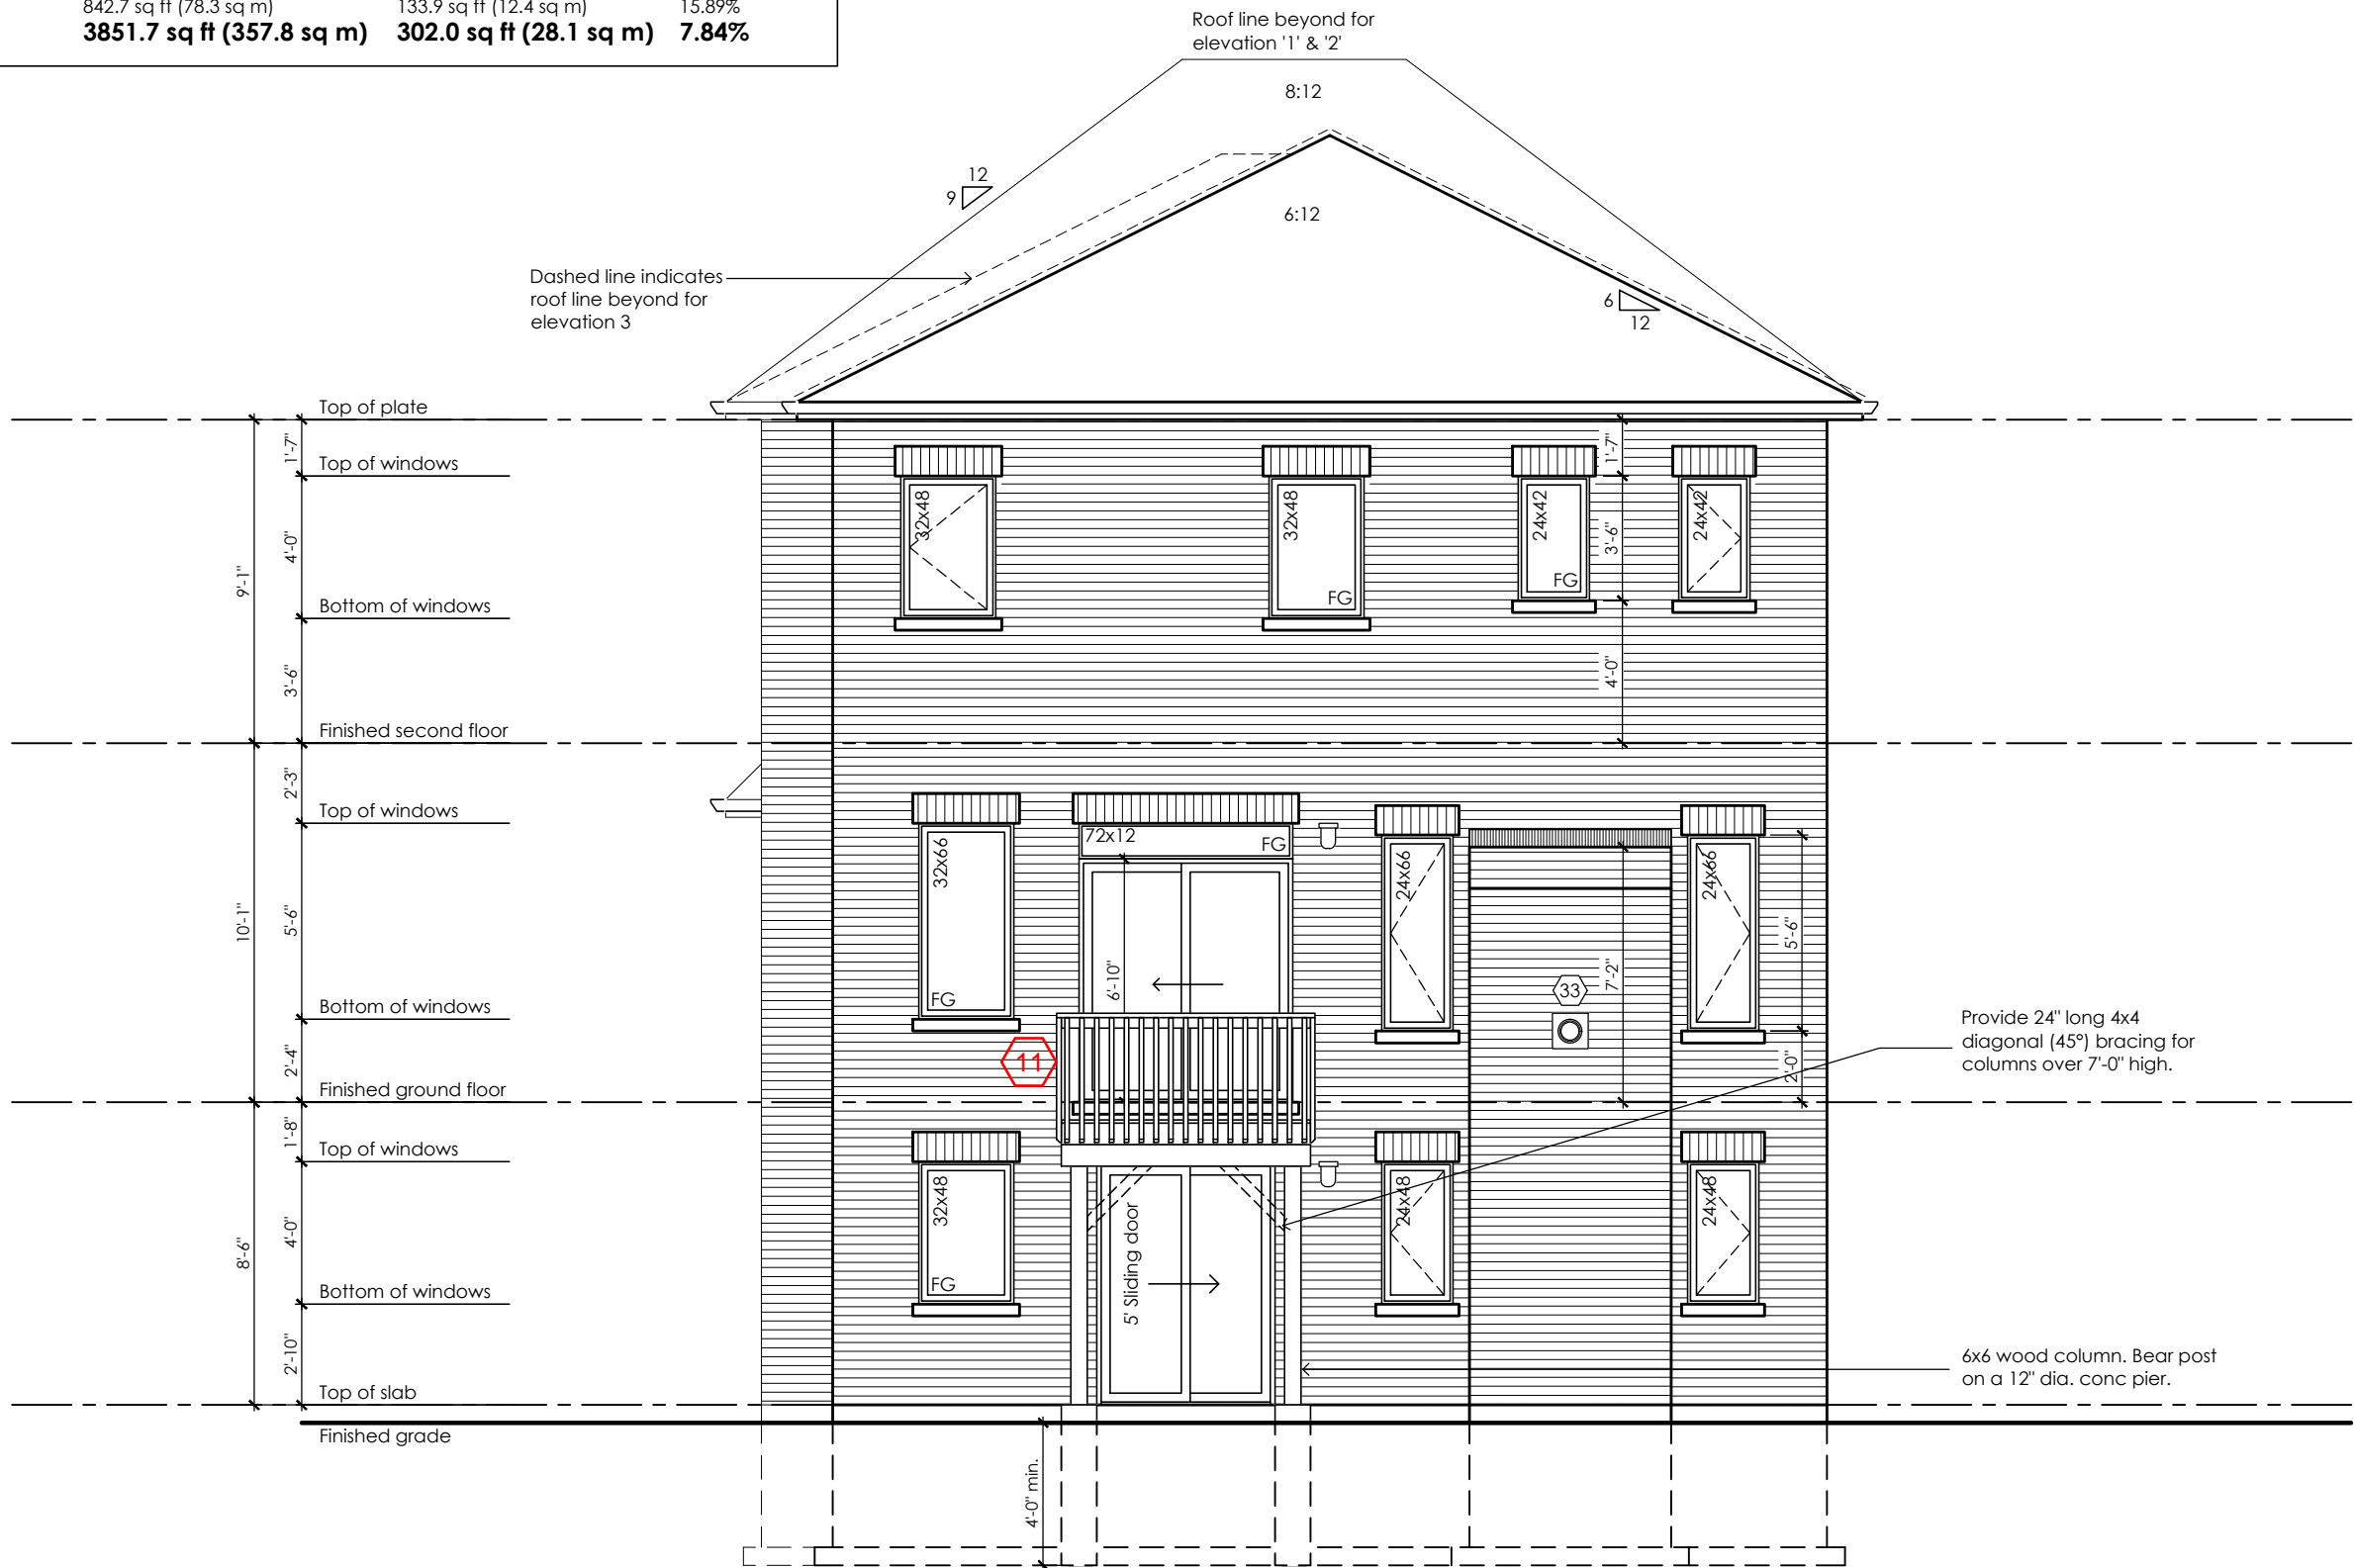 842.7 sq ft (78.3 sq m) 133.9 sq ft (12.4 sq m) 15.89%
3851.7 sq ft (357.8 sq m) 302.0 sq ft (28.1 sq m) 7.84%
Roof line beyond for
elevation '1' & '2'
8:12
12
9
6:12
Dashed line indicates
roof line beyond for
elevation 3
6
12
Top of plate
1'-7"
Top of windows
4'-0"
9'-1"
Bottom of windows
3'-6"
Finished second floor
32x48
32x48
FG
24x42
FG
24x42
1'-7"
3'-6"
4'-0"
2'-3"
Top of windows
5'-6"
10'-1"
Bottom of windows
2'-4"
Finished ground floor
32x66
FG
72x12
FG
6'-10"
24x66
7'-2"
33
24x66
5'-6"
2'-0"
11
Provide 24" long 4x4
diagonal (45°) bracing for
columns over 7'-0" high.
1'-8"
Top of windows
4'-0"
8'-6"
Bottom of windows
2'-10"
Top of slab
Finished grade
32x48
FG
5' Sliding door
24x48
24x48
6x6 wood column. Bear post
on a 12" dia. conc pier.
4'-0" min.